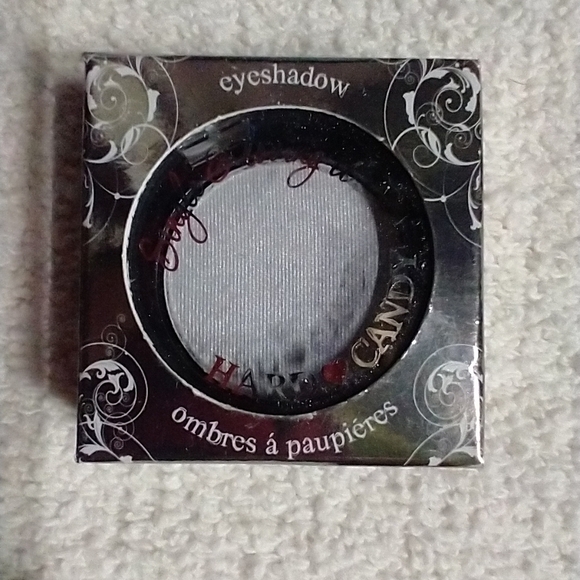 eyeshadow
HARD CANDY
ombres á paupiéres